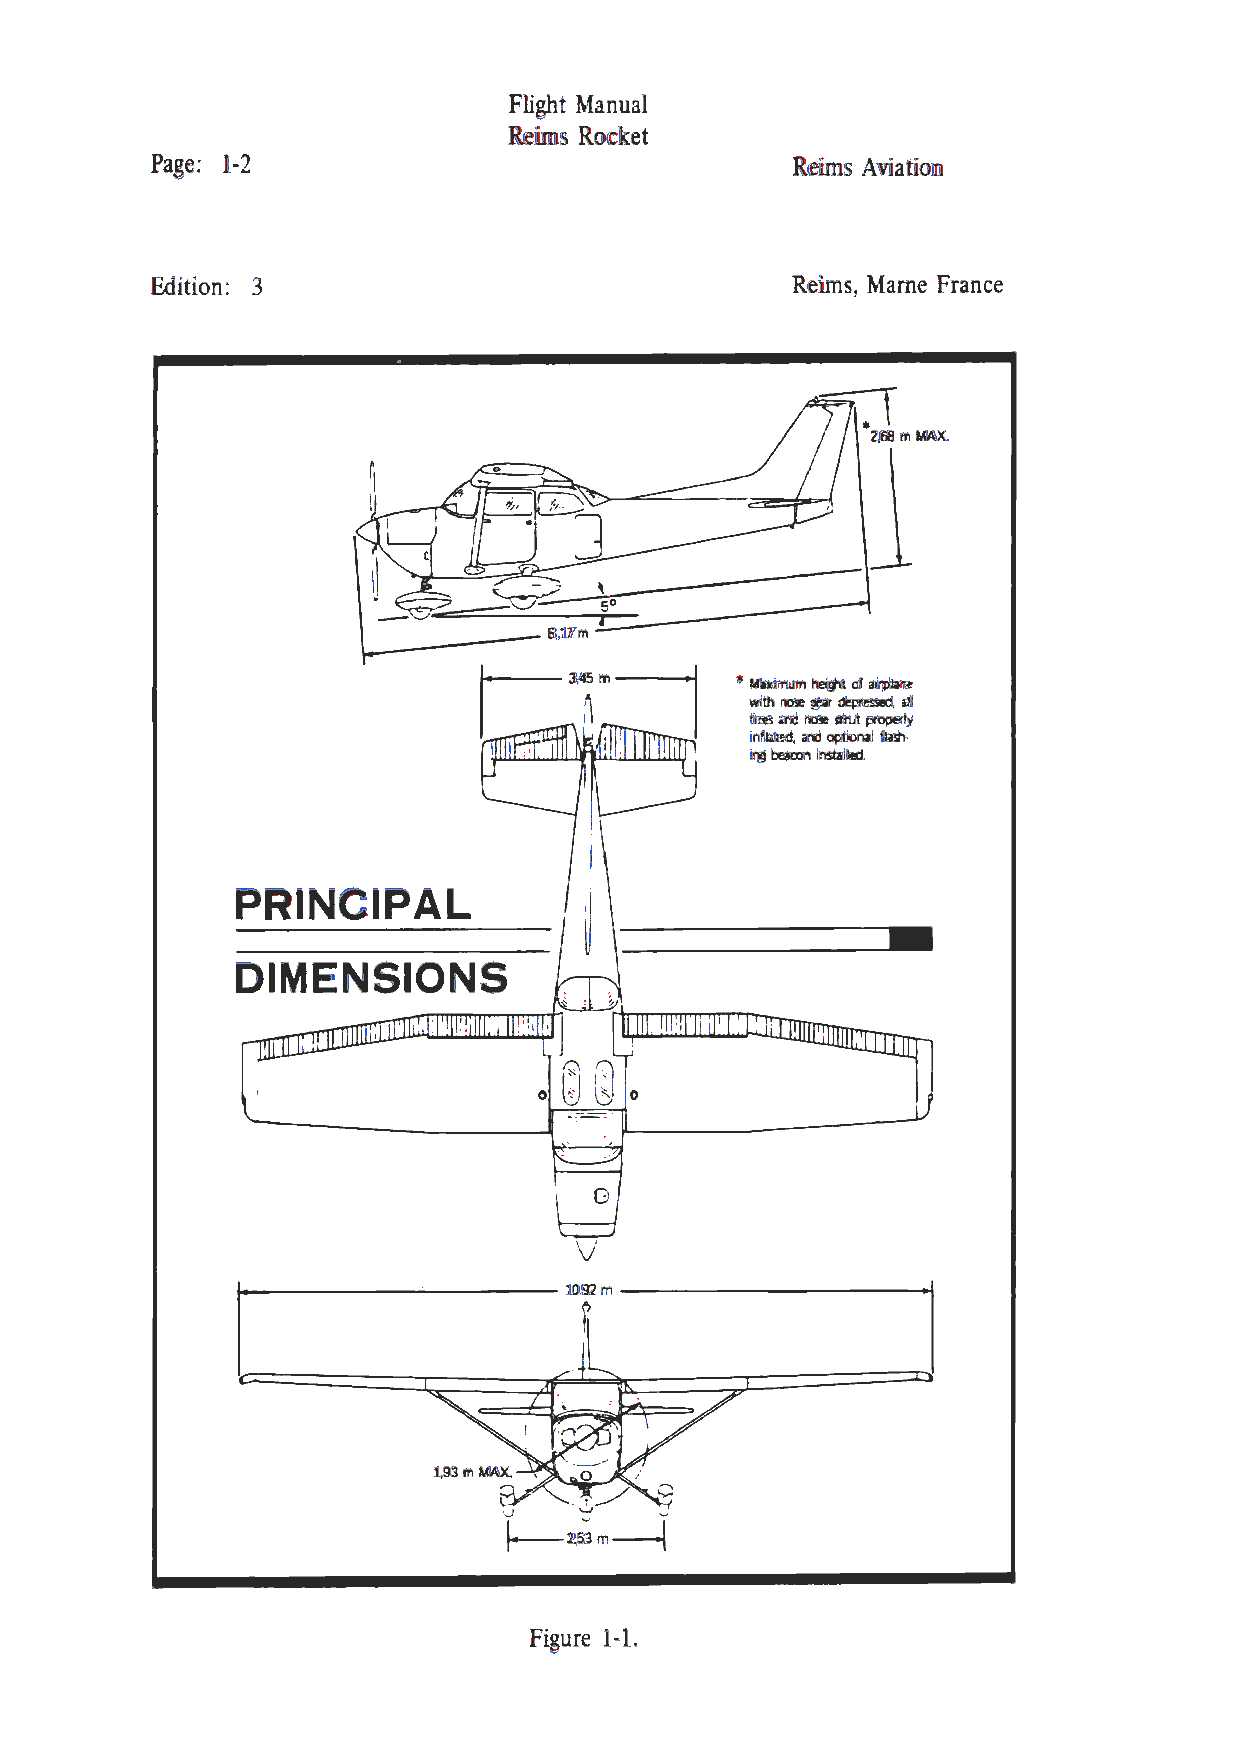 Flight Manual
Reims Rocket
Page: 1-2
Reims Aviation
Edition: 3
Reims, Marne France
* 2,68 m MAX.
5°
8,17 m
3,45 m
* Maximum height of airplane
with nose gear depressed, all
tires and nose strut properly
inflated, and optional flash-
ing beacon installed.
PRINCIPAL
DIMENSIONS
10,92 m
1,93 m MAX.
2,53 m
Figure 1-1.